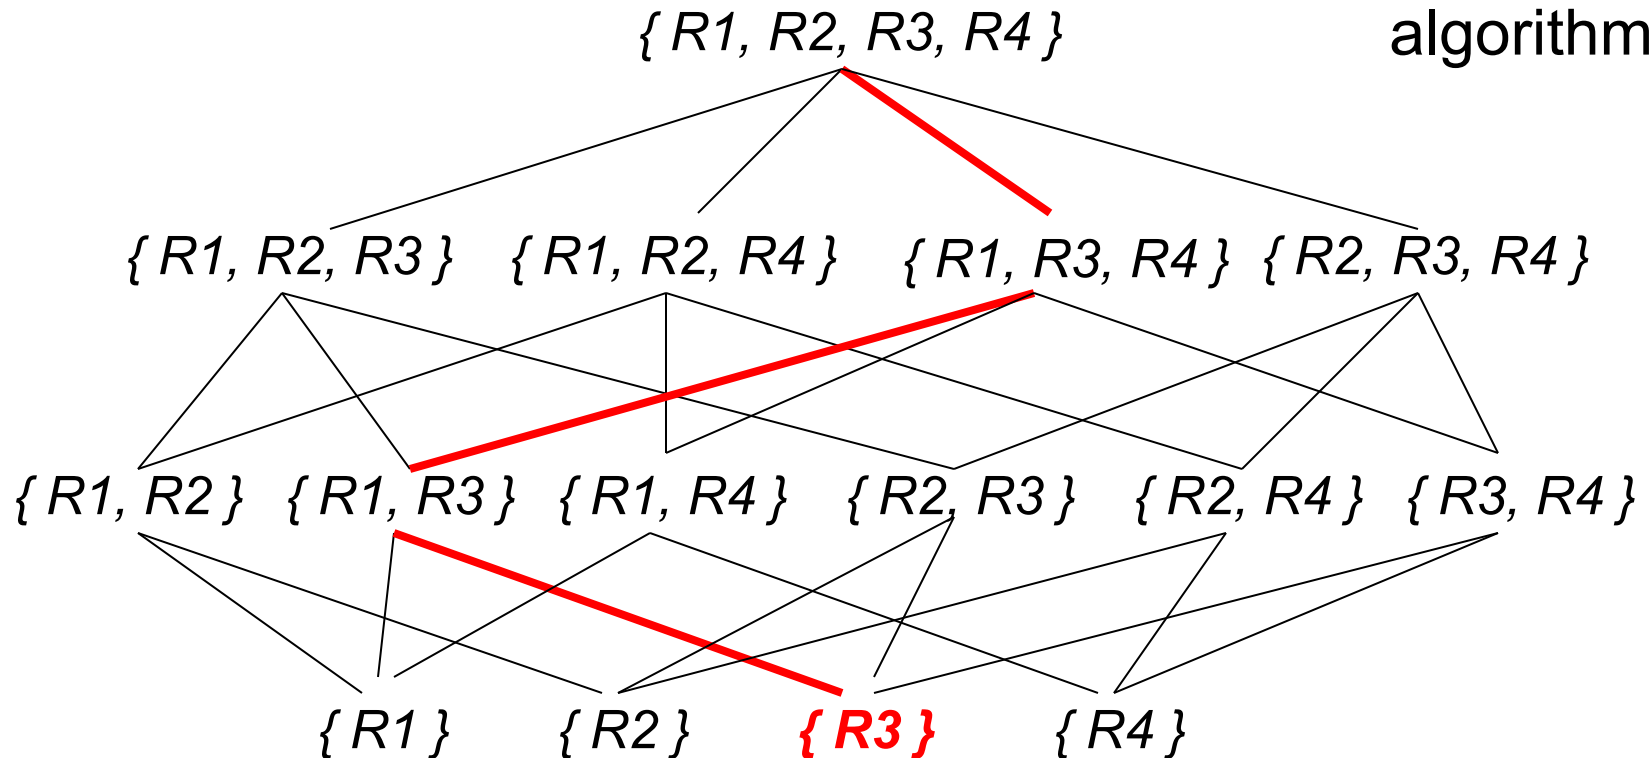 { R1, R2, R3, R4 }
algorithm
{ R1, R2, R3 } { R1, R2, R4 } { R1, R3, R4 } { R2, R3, R4 }
{ R1, R2 } { R1, R3 } { R1, R4 } { R2, R3 } { R2, R4 } { R3, R4 }
{ R1 } { R2 } { R3 } { R4 }